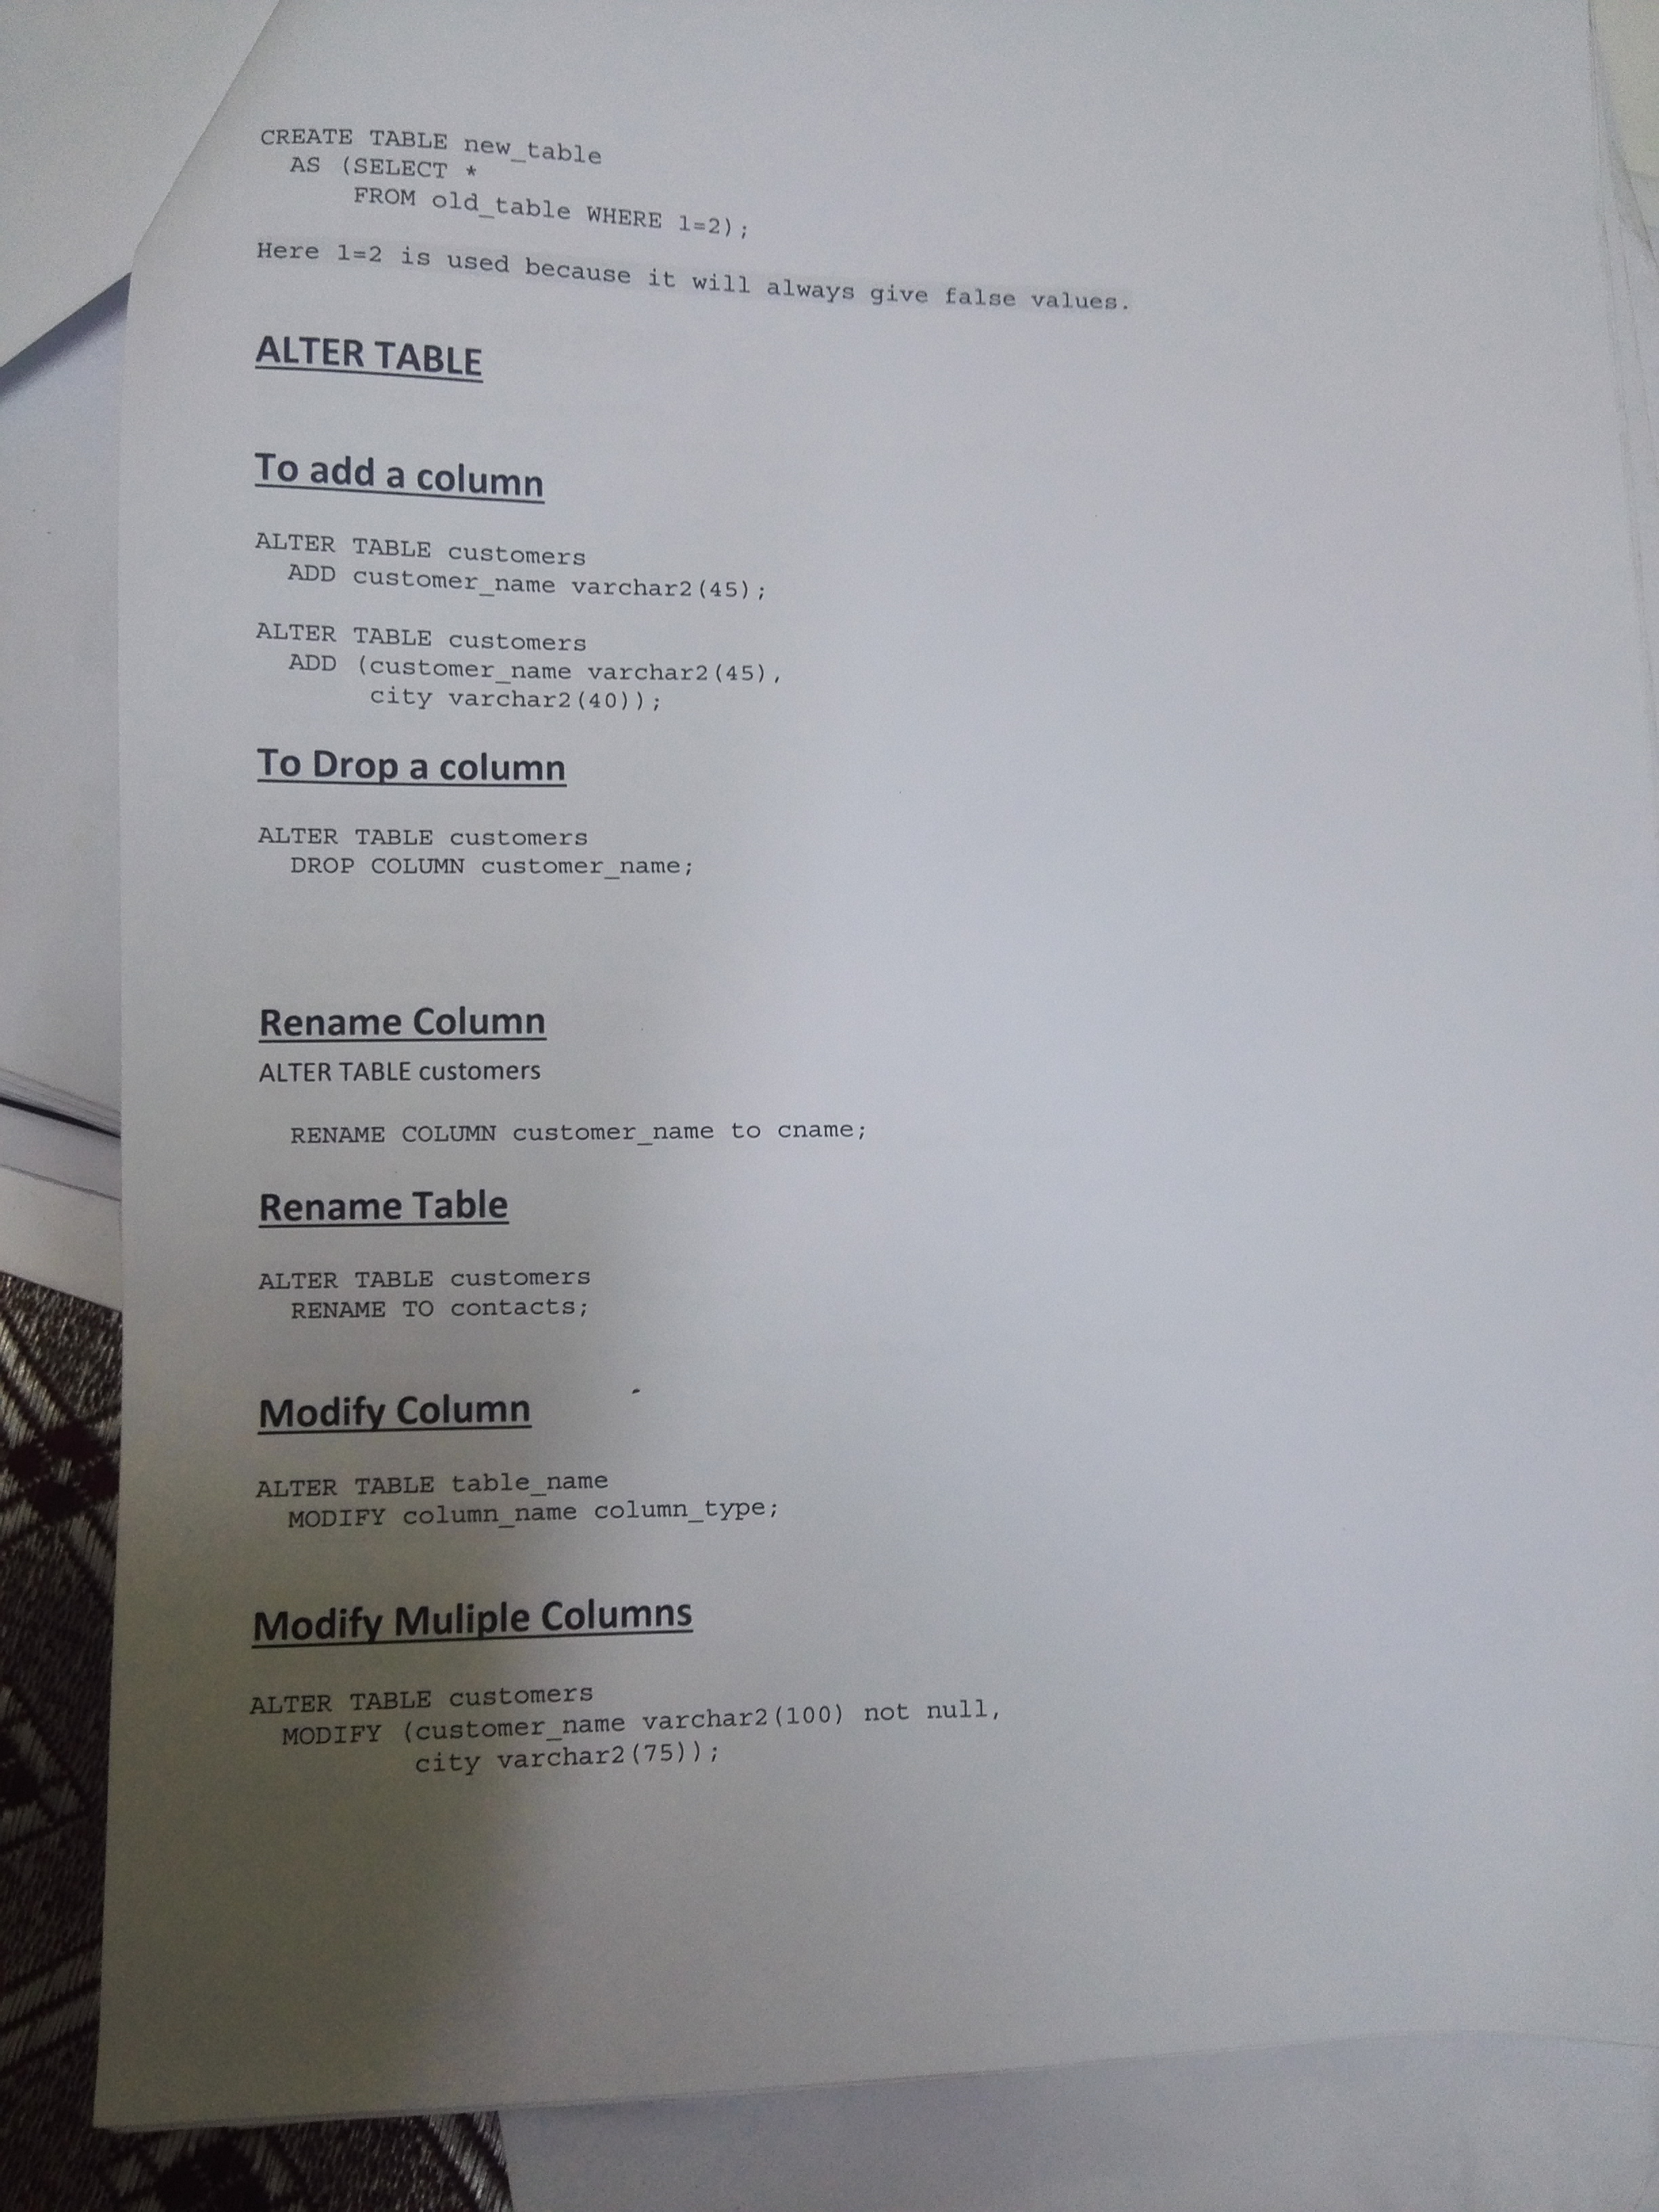 CREATE TABLE new_table
AS (SELECT *
FROM old_table WHERE 1=2);
Here 1=2 is used because it will always give false values.
ALTER TABLE
To add a column
ALTER TABLE customers
ADD customer_name varchar2(45);
ALTER TABLE customers
ADD (customer_name varchar2(45),
city varchar2(40));
To Drop a column
ALTER TABLE customers
DROP COLUMN customer_name;
Rename Column
ALTER TABLE customers
RENAME COLUMN customer_name to cname;
Rename Table
ALTER TABLE customers
RENAME TO contacts;
Modify Column
ALTER TABLE table_name
MODIFY column_name column_type;
Modify Muliple Columns
ALTER TABLE customers
MODIFY (customer_name varchar2(100) not null,
city varchar2(75));